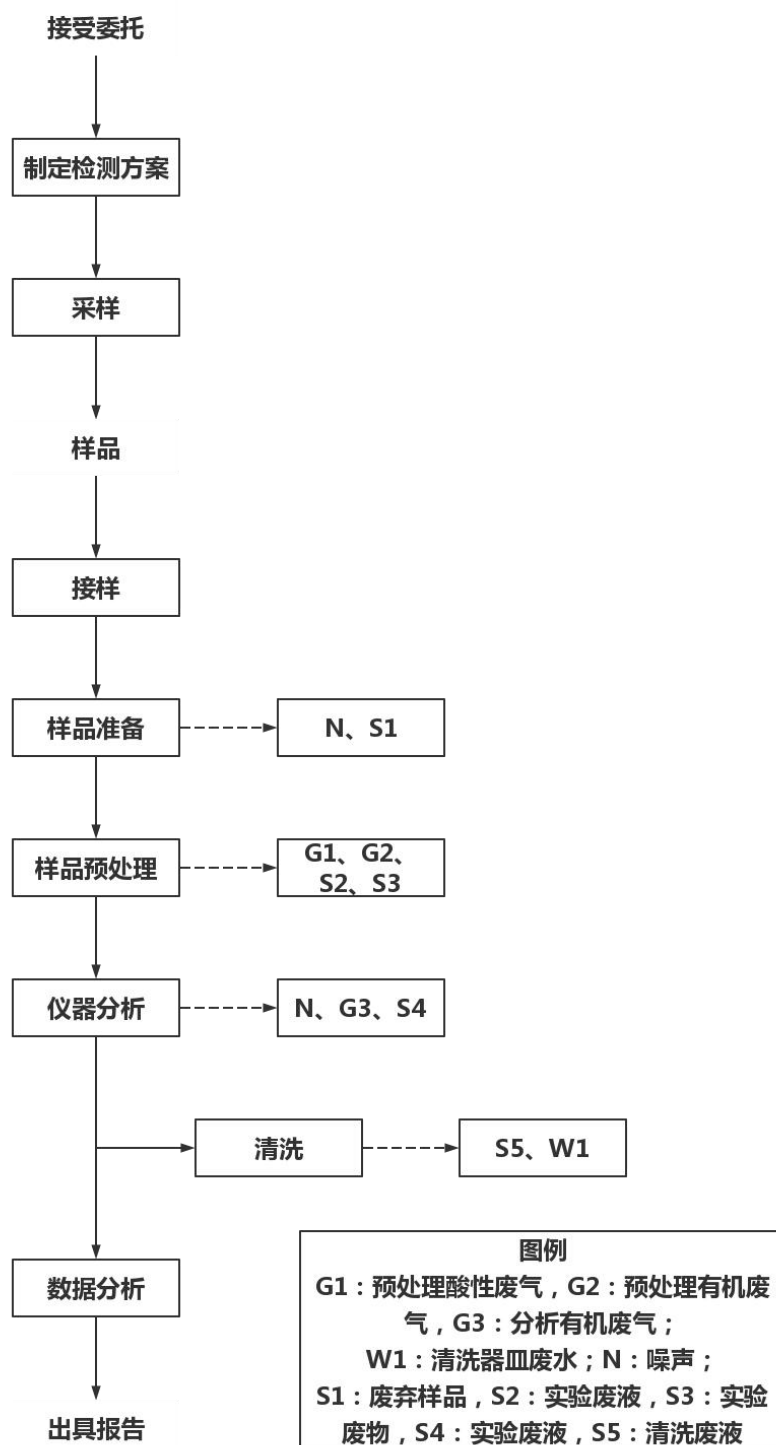 接受委托
制定检测方案
采样
样品
接样
样品准备
N、S1
样品预处理
G1、G2、
S2、S3
仪器分析
N、G3、S4
清洗
S5、W1
数据分析
出具报告
图例
G1：预处理酸性废气，G2：预处理有机废
气，G3：分析有机废气；
W1：清洗器皿废水；N：噪声；
S1：废弃样品，S2：实验废液，S3：实验
废物，S4：实验废液，S5：清洗废液